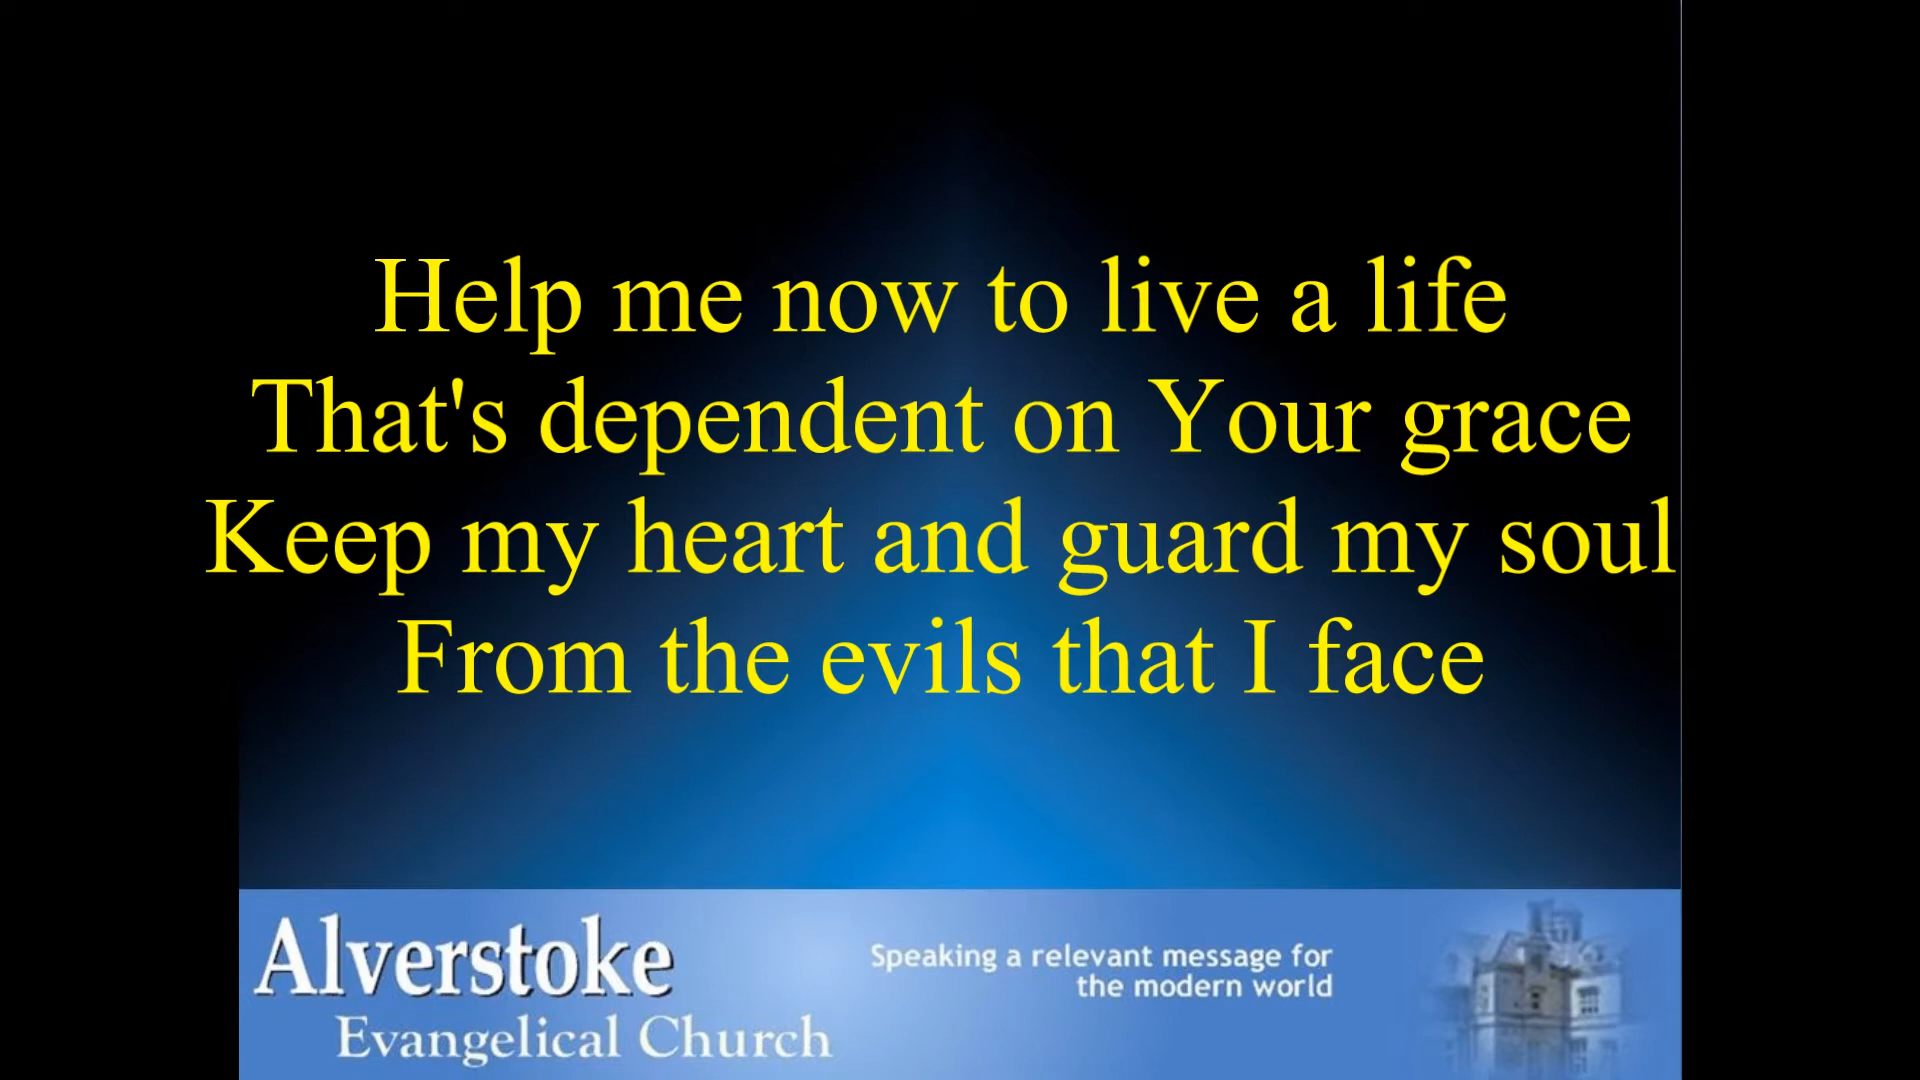 Help me now to live a life
That's dependent on Your grace
Keep my heart and guard my soul
From the evils that I face
Alverstoke
Evangelical Church
Speaking a relevant message for
the modern world